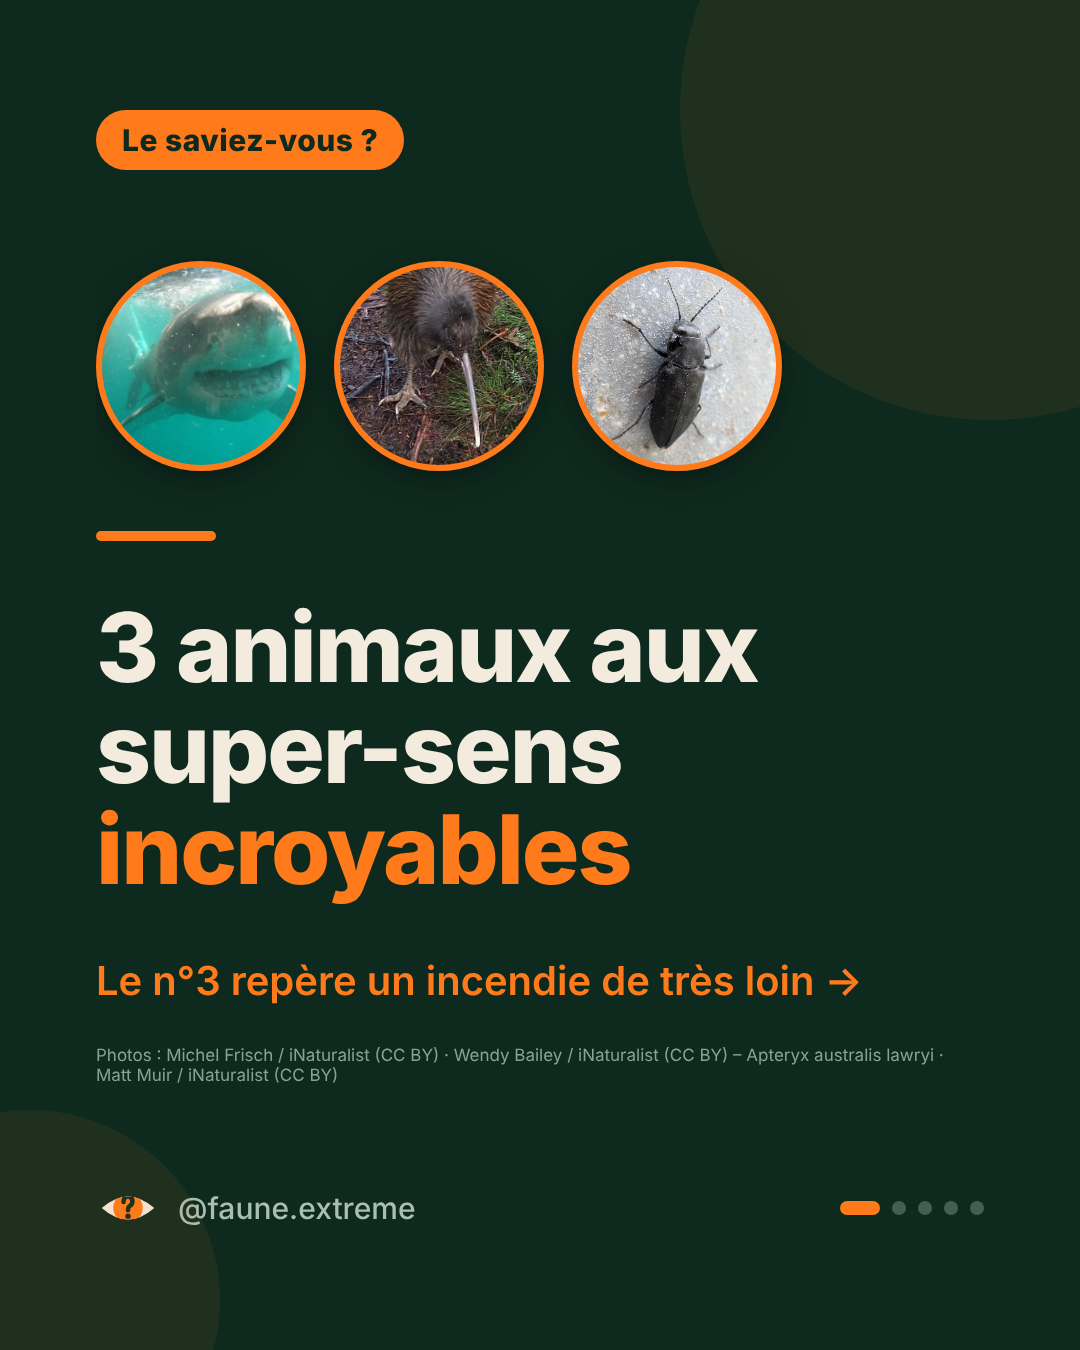 Le saviez-vous ?
3 animaux aux
super-sens
incroyables
Le n°3 repère un incendie de très loin →
Photos : Michel Frisch / iNaturalist (CC BY) · Wendy Bailey / iNaturalist (CC BY) – Apteryx australis lawryi ·
Matt Muir / iNaturalist (CC BY)
?
@faune.extreme